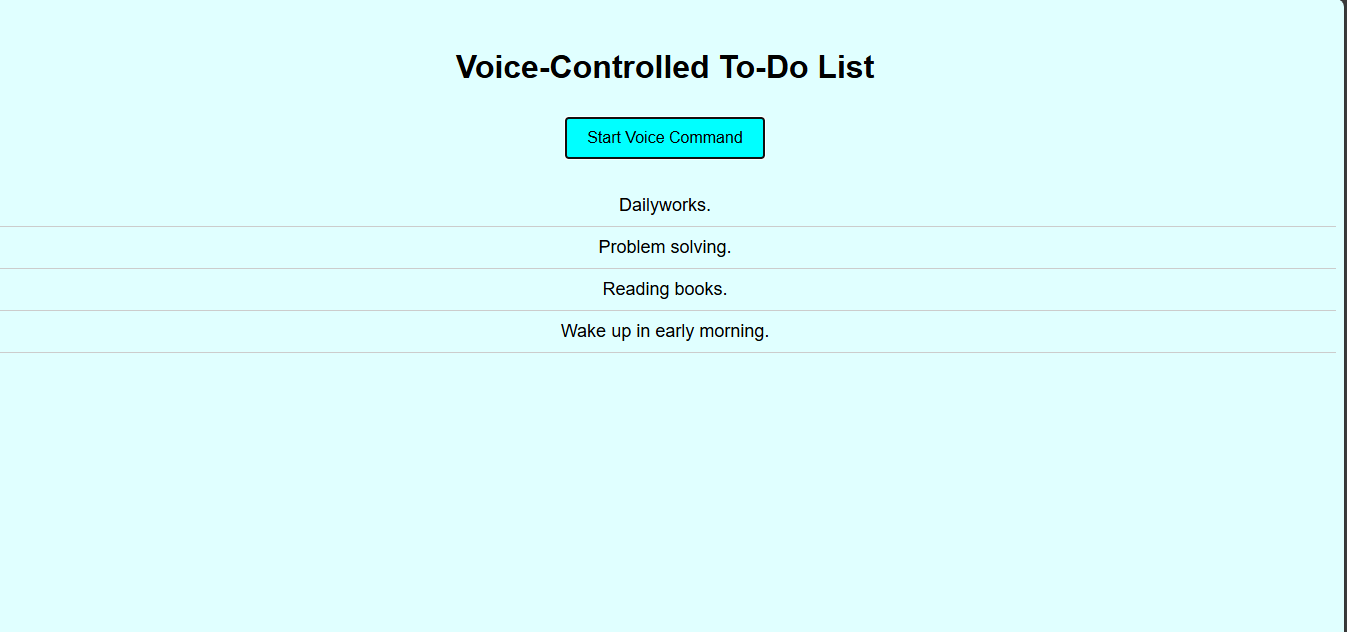 Voice-Controlled To-Do List
Start Voice Command
Dailyworks.
Problem solving.
Reading books.
Wake up in early morning.